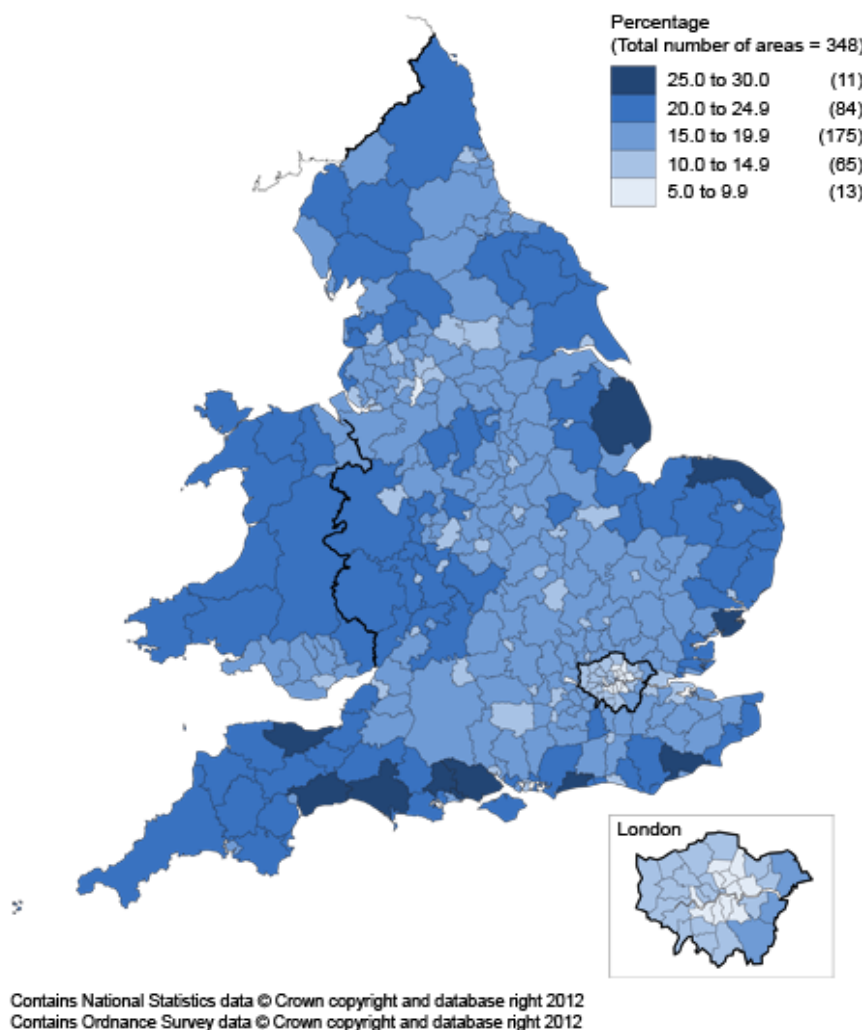 Percentage
(Total number of areas = 348)
25.0 to 30.0 (11)
20.0 to 24.9 (84)
15.0 to 19.9 (175)
10.0 to 14.9 (65)
5.0 to 9.9 (13)
London
Contains National Statistics data © Crown copyright and database right 2012
Contains Ordnance Survey data © Crown copyright and database right 2012